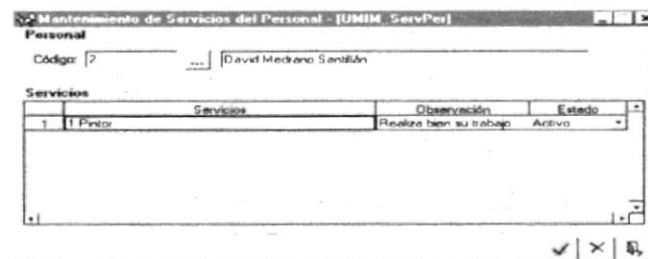 Mantenimiento de Servicios del Personal - [UMIM_ServPer]
Personal
Código: 2 ... David Medrano Santillán
Servicios
Servicios Observación Estado
1 1 Pintor Realiza bien su trabajo Activo